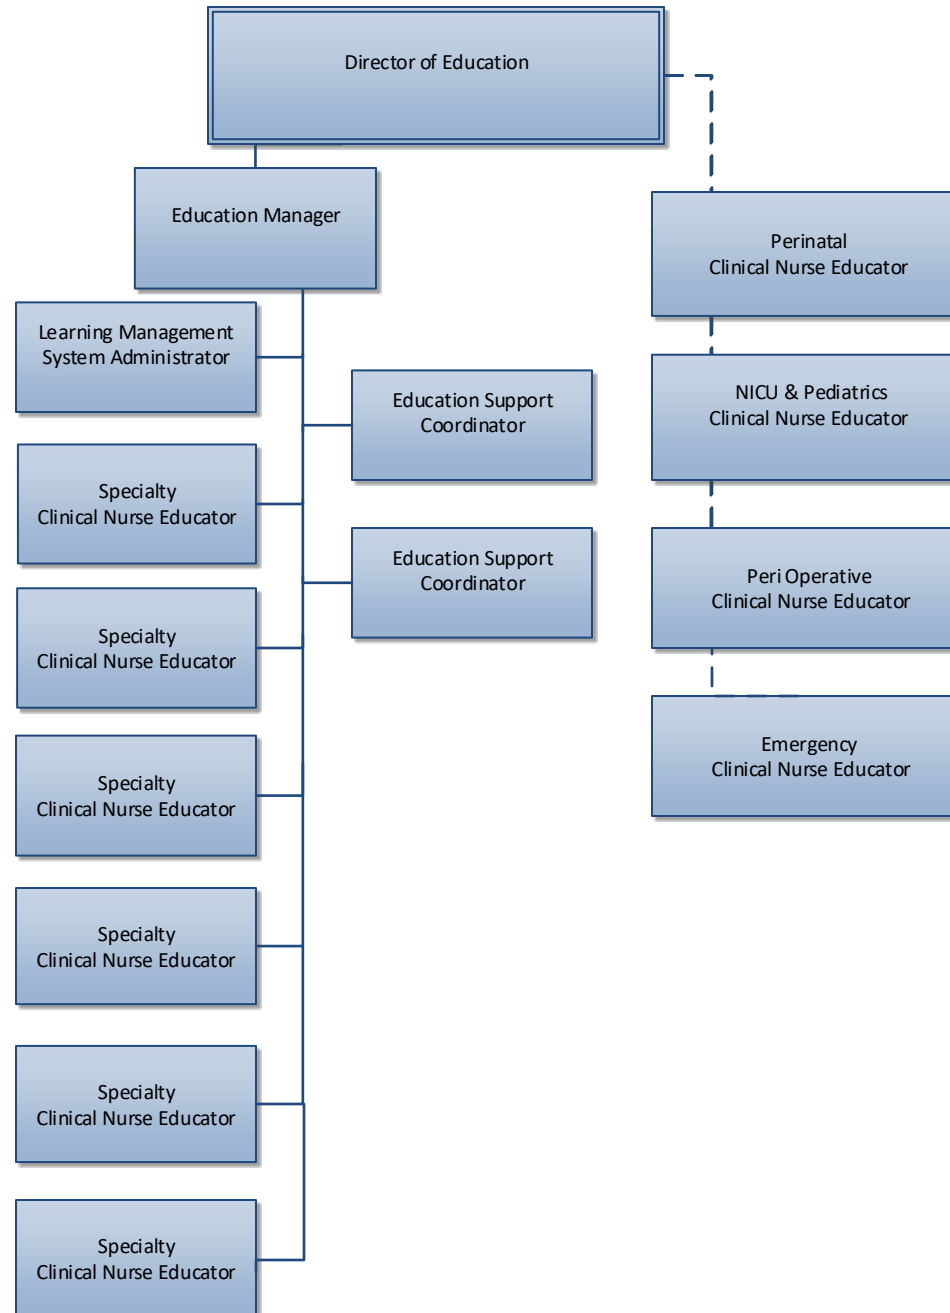 Director of Education
Education Manager
Perinatal
Clinical Nurse Educator
Learning Management
System Administrator
Education Support
Coordinator
NICU & Pediatrics
Clinical Nurse Educator
Specialty
Clinical Nurse Educator
Education Support
Coordinator
Peri Operative
Clinical Nurse Educator
Specialty
Clinical Nurse Educator
Specialty
Clinical Nurse Educator
Emergency
Clinical Nurse Educator
Specialty
Clinical Nurse Educator
Specialty
Clinical Nurse Educator
Specialty
Clinical Nurse Educator